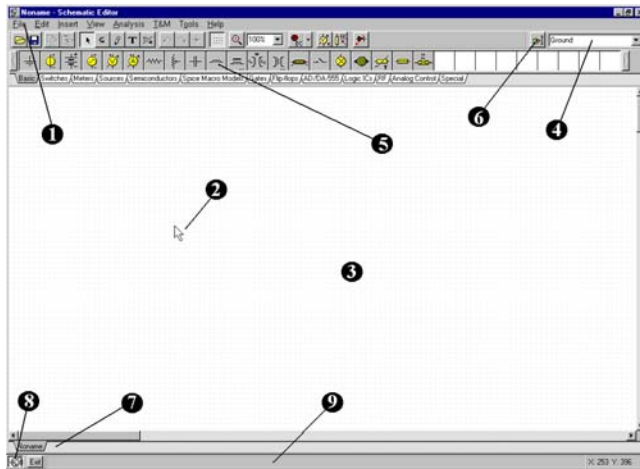 Noname - Schematic Editor
File Edit Insert View Analysis T&M Tools Help
100% Ground
Basic Switches Meters Sources Semiconductors Spice Macro Models Gates Flip-flops AD/DA-555 Logic ICs RF Analog Control Special
1
6
4
5
2
3
8
7
9
Noname
Exit X: 253 Y: 396